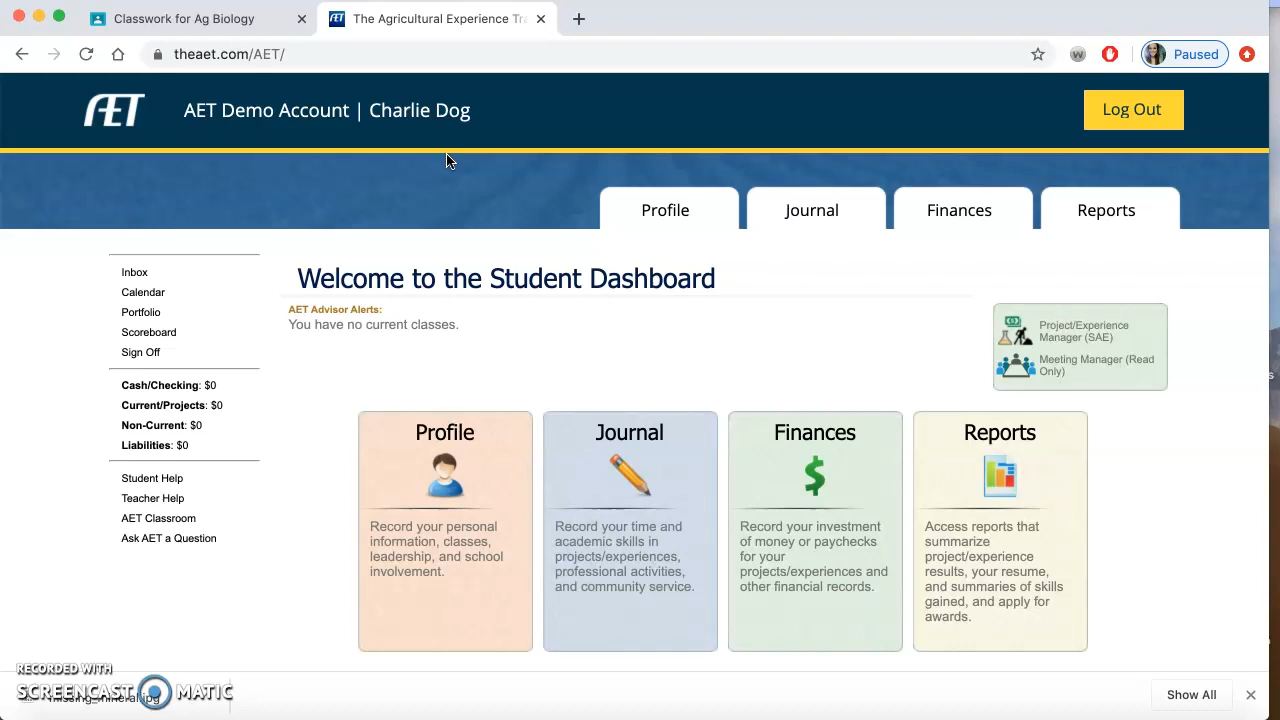 Classwork for Ag Biology
The Agricultural Experience Tra
theaet.com/AET/
Paused
AET
AET Demo Account | Charlie Dog
Log Out
Profile
Journal
Finances
Reports
Inbox
Calendar
Portfolio
Scoreboard
Sign Off
Cash/Checking: $0
Current/Projects: $0
Non-Current: $0
Liabilities: $0
Student Help
Teacher Help
AET Classroom
Ask AET a Question
Welcome to the Student Dashboard
AET Advisor Alerts:
You have no current classes.
Project/Experience
Manager (SAE)
Meeting Manager (Read
Only)
Profile
Record your personal
information, classes,
leadership, and school
involvement.
Journal
Record your time and
academic skills in
projects/experiences,
professional activities,
and community service.
Finances
Record your investment
of money or paychecks
for your
projects/experiences and
other financial records.
Reports
Access reports that
summarize
project/experience
results, your resume,
and summaries of skills
gained, and apply for
awards.
RECORDED WITH
SCREENCAST MATIC
Show All